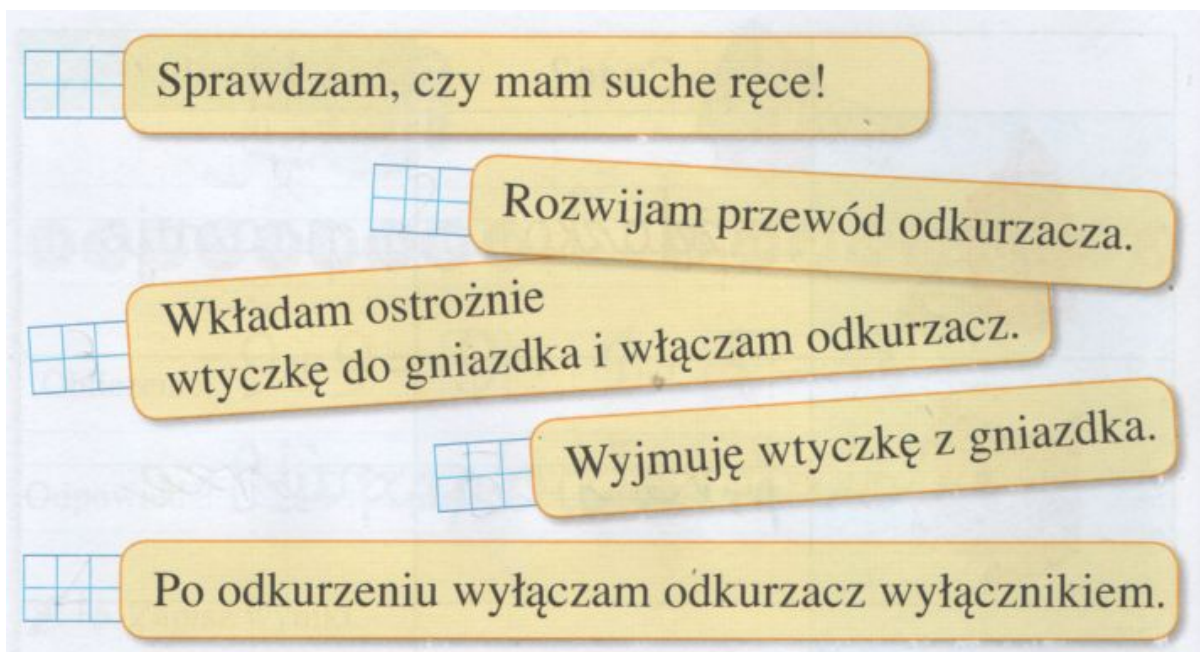 Sprawdzam, czy mam suche ręce!
Rozwijam przewód odkurzacza.
Wkładam ostrożnie
wtyczkę do gniazdka i włączam odkurzacz.
Wyjmuję wtyczkę z gniazdka.
Po odkurzeniu wyłączam odkurzacz wyłącznikiem.